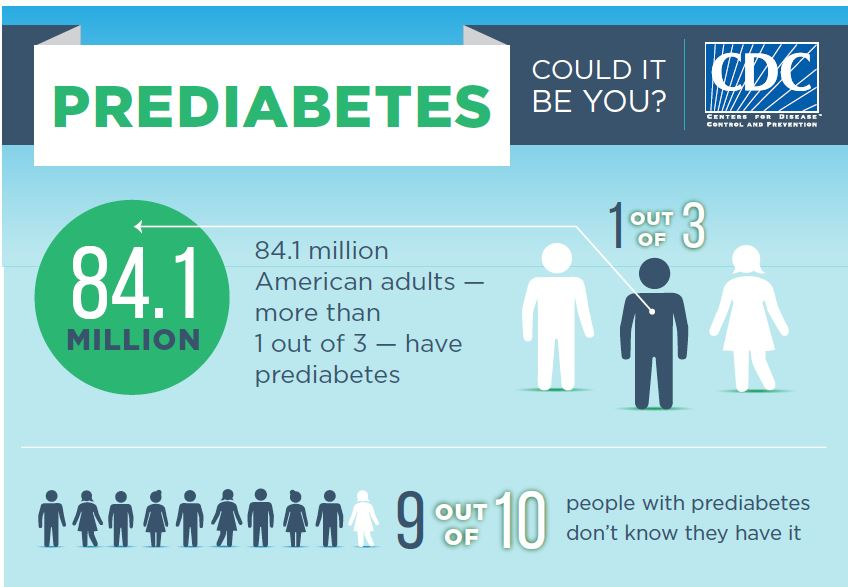 PREDIABETES
COULD IT
BE YOU?
CDC
CENTERS FOR DISEASE™
CONTROL AND PREVENTION
84.1
MILLION
84.1 million
American adults —
more than
1 out of 3 — have
prediabetes
1 OUT OF 3
9 OUT OF 10
people with prediabetes
don't know they have it